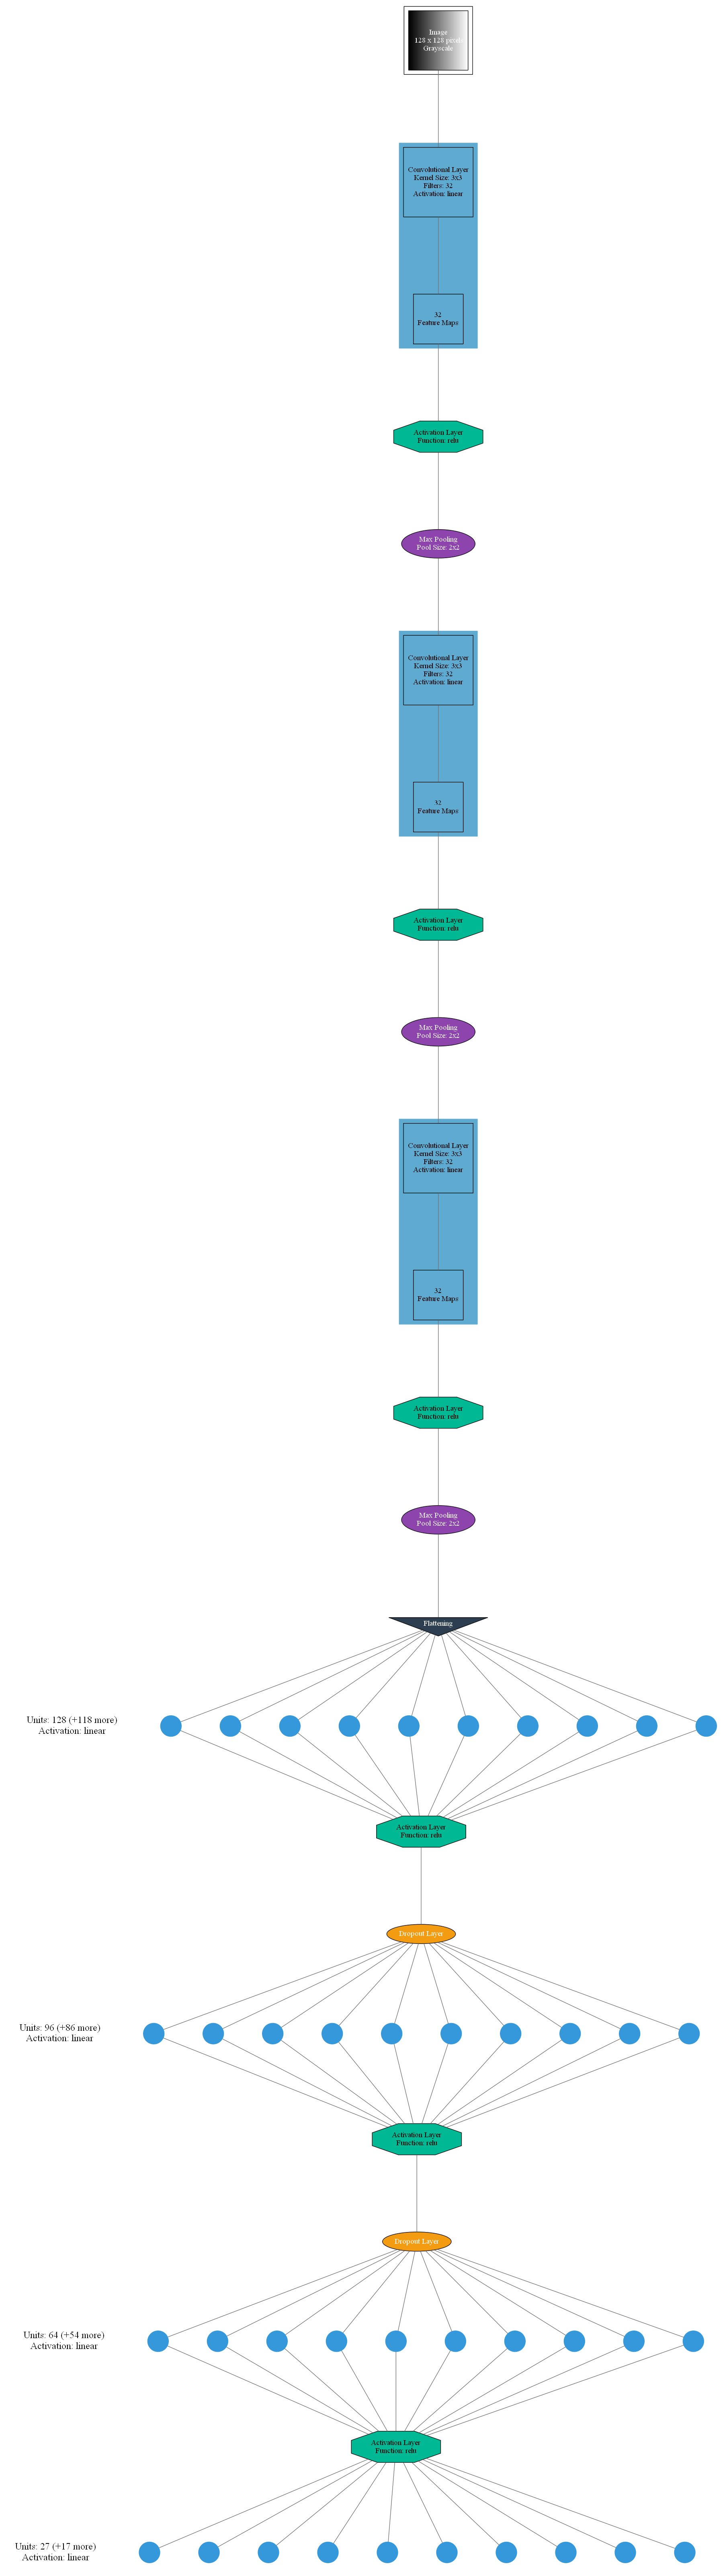 Image
128 x 128 pixels
Grayscale
Convolutional Layer
Kernel Size: 3x3
Filters: 32
Activation: linear
32
Feature Maps
Activation Layer
Function: relu
Max Pooling
Pool Size: 2x2
Convolutional Layer
Kernel Size: 3x3
Filters: 32
Activation: linear
32
Feature Maps
Activation Layer
Function: relu
Max Pooling
Pool Size: 2x2
Convolutional Layer
Kernel Size: 3x3
Filters: 32
Activation: linear
32
Feature Maps
Activation Layer
Function: relu
Max Pooling
Pool Size: 2x2
Flattening
Units: 128 (+118 more)
Activation: linear
Activation Layer
Function: relu
Dropout Layer
Units: 96 (+86 more)
Activation: linear
Activation Layer
Function: relu
Dropout Layer
Units: 64 (+54 more)
Activation: linear
Activation Layer
Function: relu
Units: 27 (+17 more)
Activation: linear